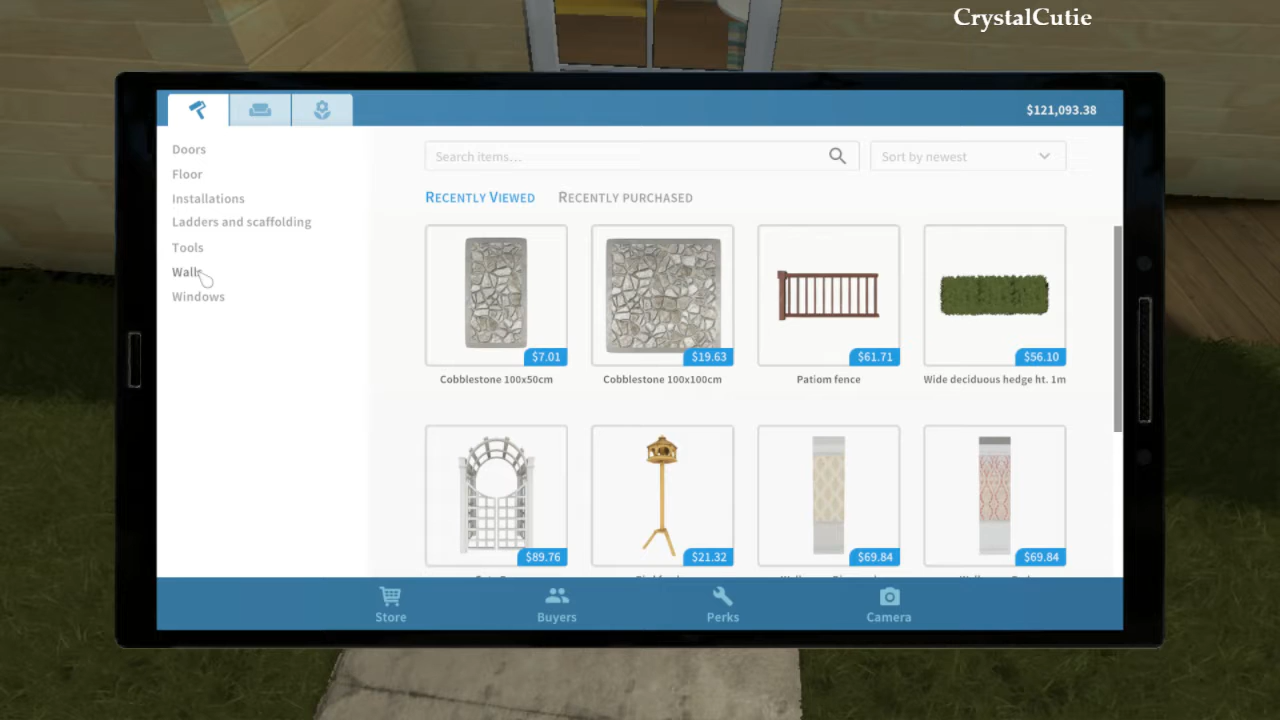 CrystalCutie
$121,093.38
Doors
Floor
Installations
Ladders and scaffolding
Tools
Walls
Windows
Search items...
Sort by newest
RECENTLY VIEWED
RECENTLY PURCHASED
$7.01
$19.63
$61.71
$56.10
Cobblestone 100x50cm
Cobblestone 100x100cm
Patiom fence
Wide deciduous hedge ht. 1m
$89.76
$21.32
$69.84
$69.84
Store
Buyers
Perks
Camera